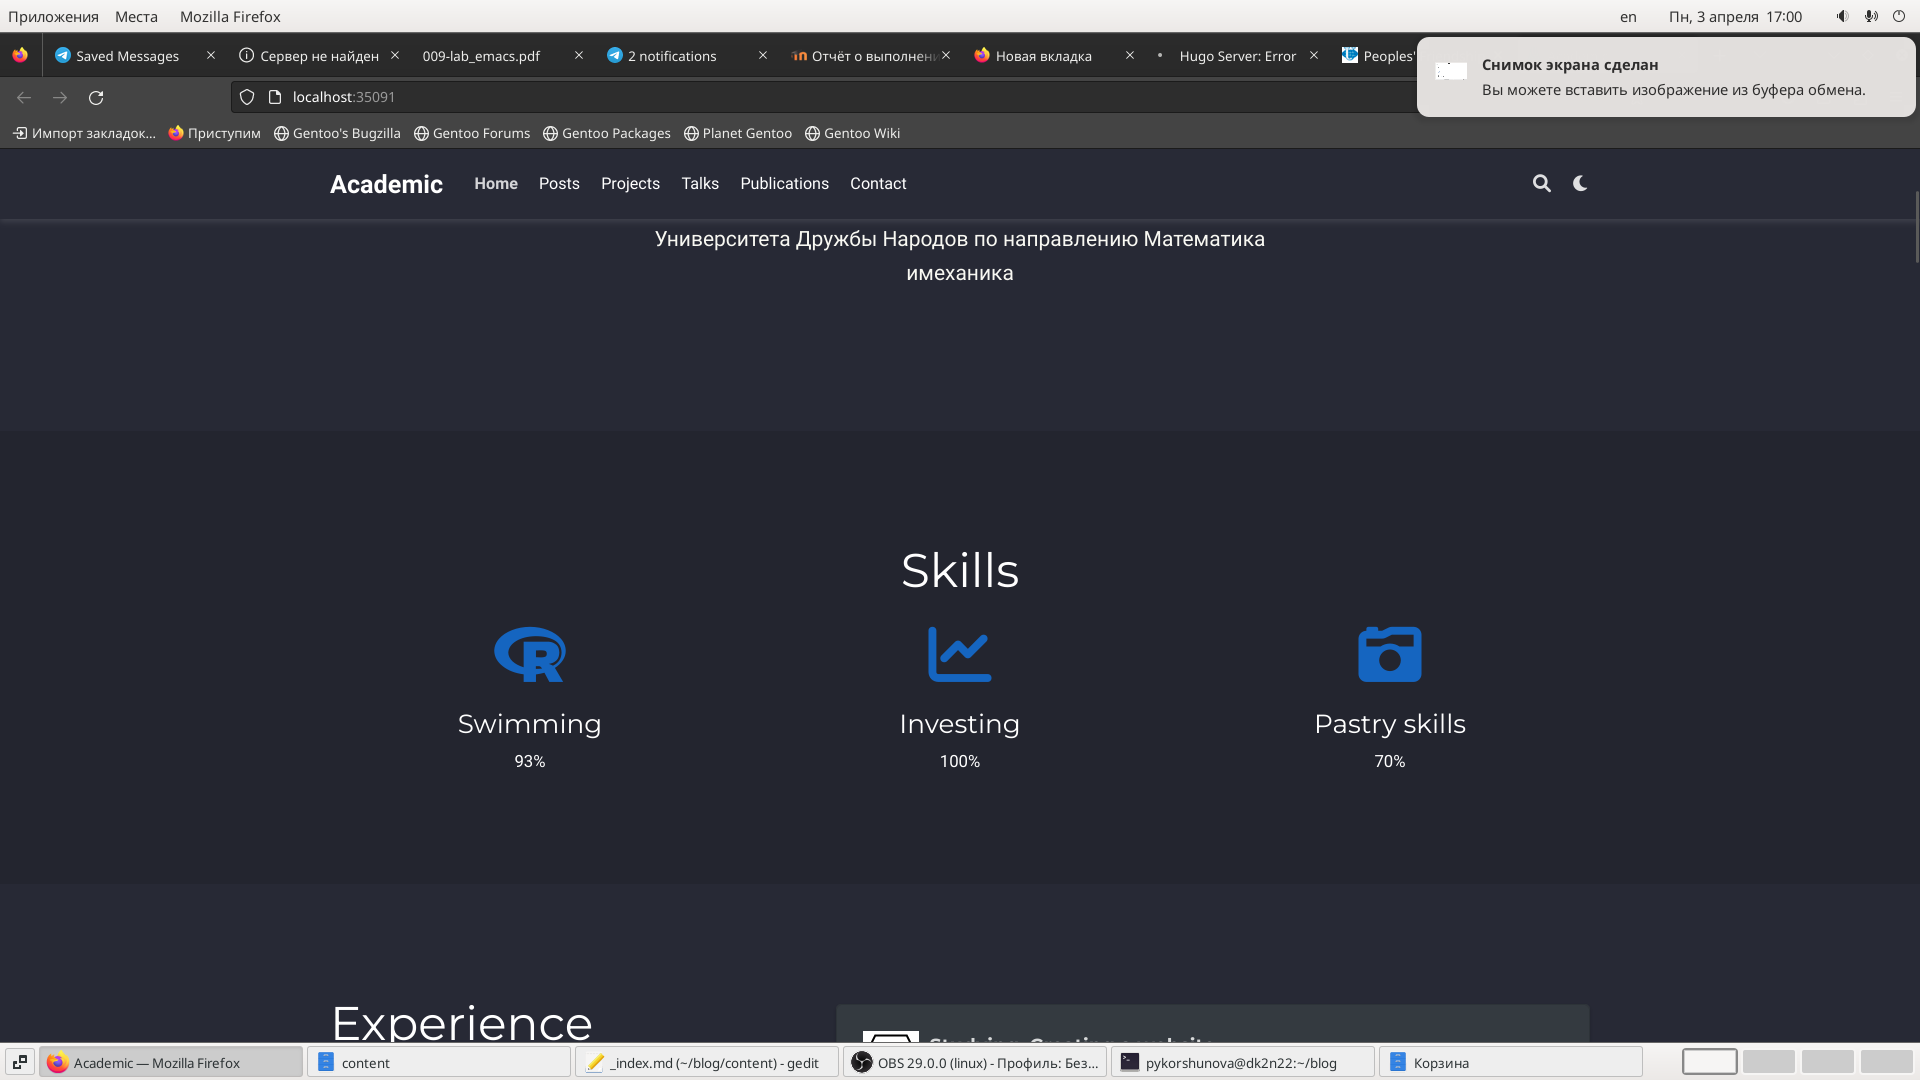 Приложения Места Mozilla Firefox en Пн, 3 апреля 17:00
Saved Messages Сервер не найден 009-lab_emacs.pdf 2 notifications Отчёт о выполнени Новая вкладка Hugo Server: Error Peoples'
Снимок экрана сделан
Вы можете вставить изображение из буфера обмена.
localhost:35091
Импорт закладок... Приступим Gentoo's Bugzilla Gentoo Forums Gentoo Packages Planet Gentoo Gentoo Wiki
Academic Home Posts Projects Talks Publications Contact
Университета Дружбы Народов по направлению Математика
имеханика
Skills
Swimming Investing Pastry skills
93% 100% 70%
Experience
Academic — Mozilla Firefox content _index.md (~/blog/content) - gedit OBS 29.0.0 (linux) - Профиль: Без... pykorshunova@dk2n22:~/blog Корзина